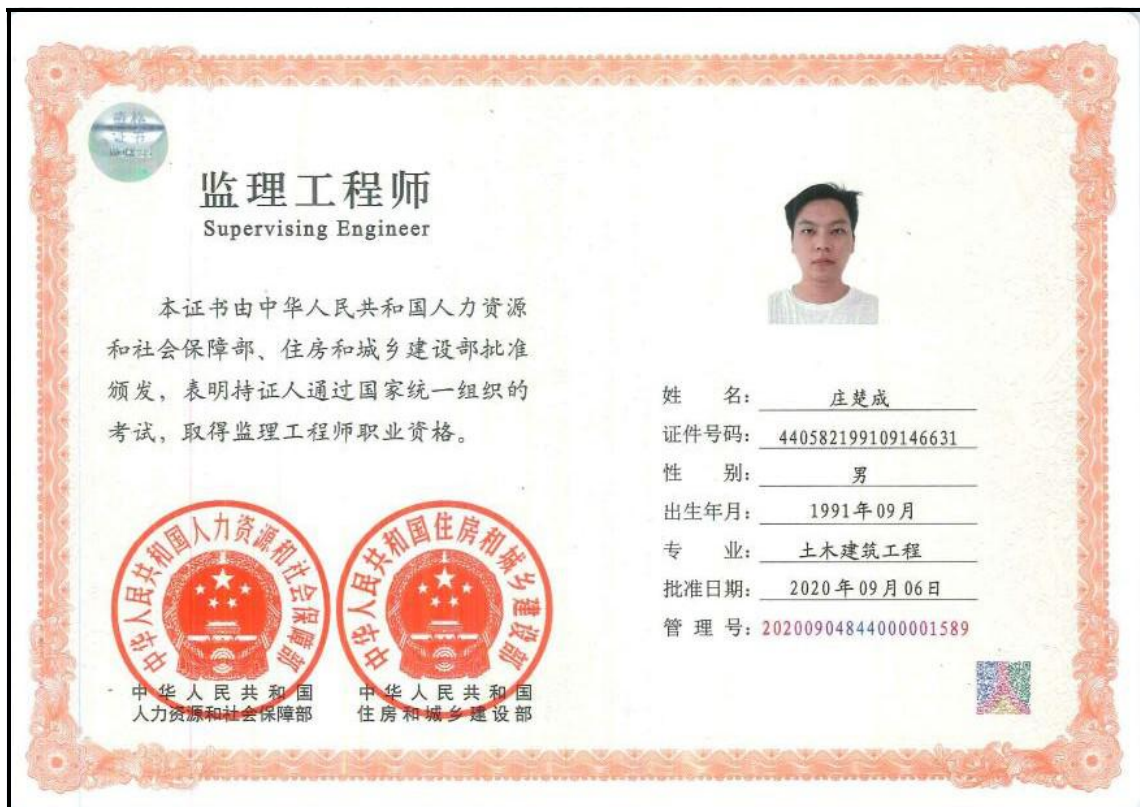 监理工程师
Supervising Engineer
本证书由中华人民共和国人力资源
和社会保障部、住房和城乡建设部批准
颁发，表明持证人通过国家统一组织的
考试，取得监理工程师职业资格。
中华人民共和国人力资源和社会保障部
中华人民共和国住房和城乡建设部
中华人民共和国
人力资源和社会保障部
中华人民共和国
住房和城乡建设部
姓 名： 庄楚成
证件号码： 440582199109146631
性 别： 男
出生年月： 1991年09月
专 业： 土木建筑工程
批准日期： 2020年09月06日
管 理 号：20200904844000001589